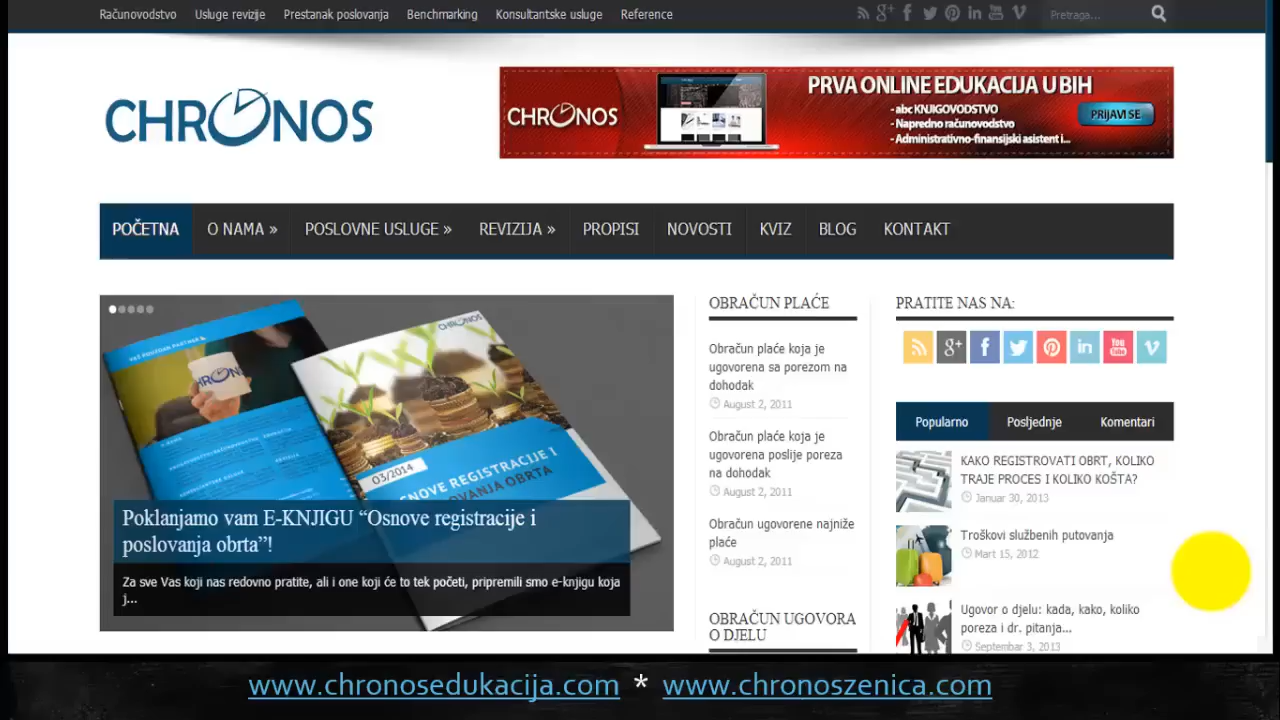 Računovodstvo Usluge revizije Prestanak poslovanja Benchmarking Konsultantske usluge Reference
Pretraga...
CHRONOS
CHRONOS
PRVA ONLINE EDUKACIJA U BIH
- abc KNJIGOVODSTVO
- Napredno računovodstvo
- Administrativno-finansijski asistent i...
PRIJAVI SE
POČETNA O NAMA » POSLOVNE USLUGE » REVIZIJA » PROPISI NOVOSTI KVIZ BLOG KONTAKT
VAŠ POSLOVNI PARTNER
CHRONOS
03/2014
OSNOVE REGISTRACIJE I
POSLOVANJA OBRTA
Poklanjamo vam E-KNJIGU “Osnove registracije i
poslovanja obrta”!
Za sve Vas koji nas redovno pratite, ali i one koji će to tek početi, pripremili smo e-knjigu koja
j...
OBRAČUN PLAĆE
Obračun plaće koja je
ugovorena sa porezom na
dohodak
August 2, 2011
Obračun plaće koja je
ugovorena poslije poreza
na dohodak
August 2, 2011
Obračun ugovorene najniže
plaće
August 2, 2011
OBRAČUN UGOVORA
O DJELU
PRATITE NAS NA:
Popularno Posljednje Komentari
KAKO REGISTROVATI OBRT, KOLIKO
TRAJE PROCES I KOLIKO KOŠTA?
Januar 30, 2013
Troškovi službenih putovanja
Mart 15, 2012
Ugovor o djelu: kada, kako, koliko
poreza i dr. pitanja...
Septembar 3, 2013
www.chronosedukacija.com * www.chronoszenica.com